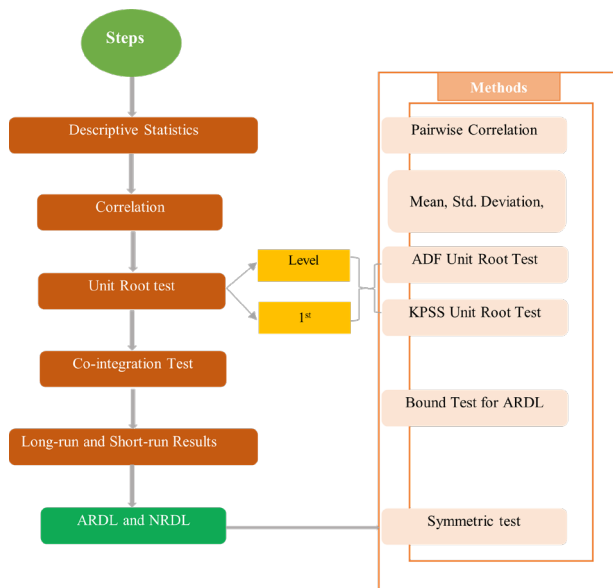 Steps
Methods
Descriptive Statistics
Pairwise Correlation
Correlation
Mean, Std. Deviation,
Unit Root test
Level
1st
ADF Unit Root Test
KPSS Unit Root Test
Co-integration Test
Bound Test for ARDL
Long-run and Short-run Results
ARDL and NRDL
Symmetric test